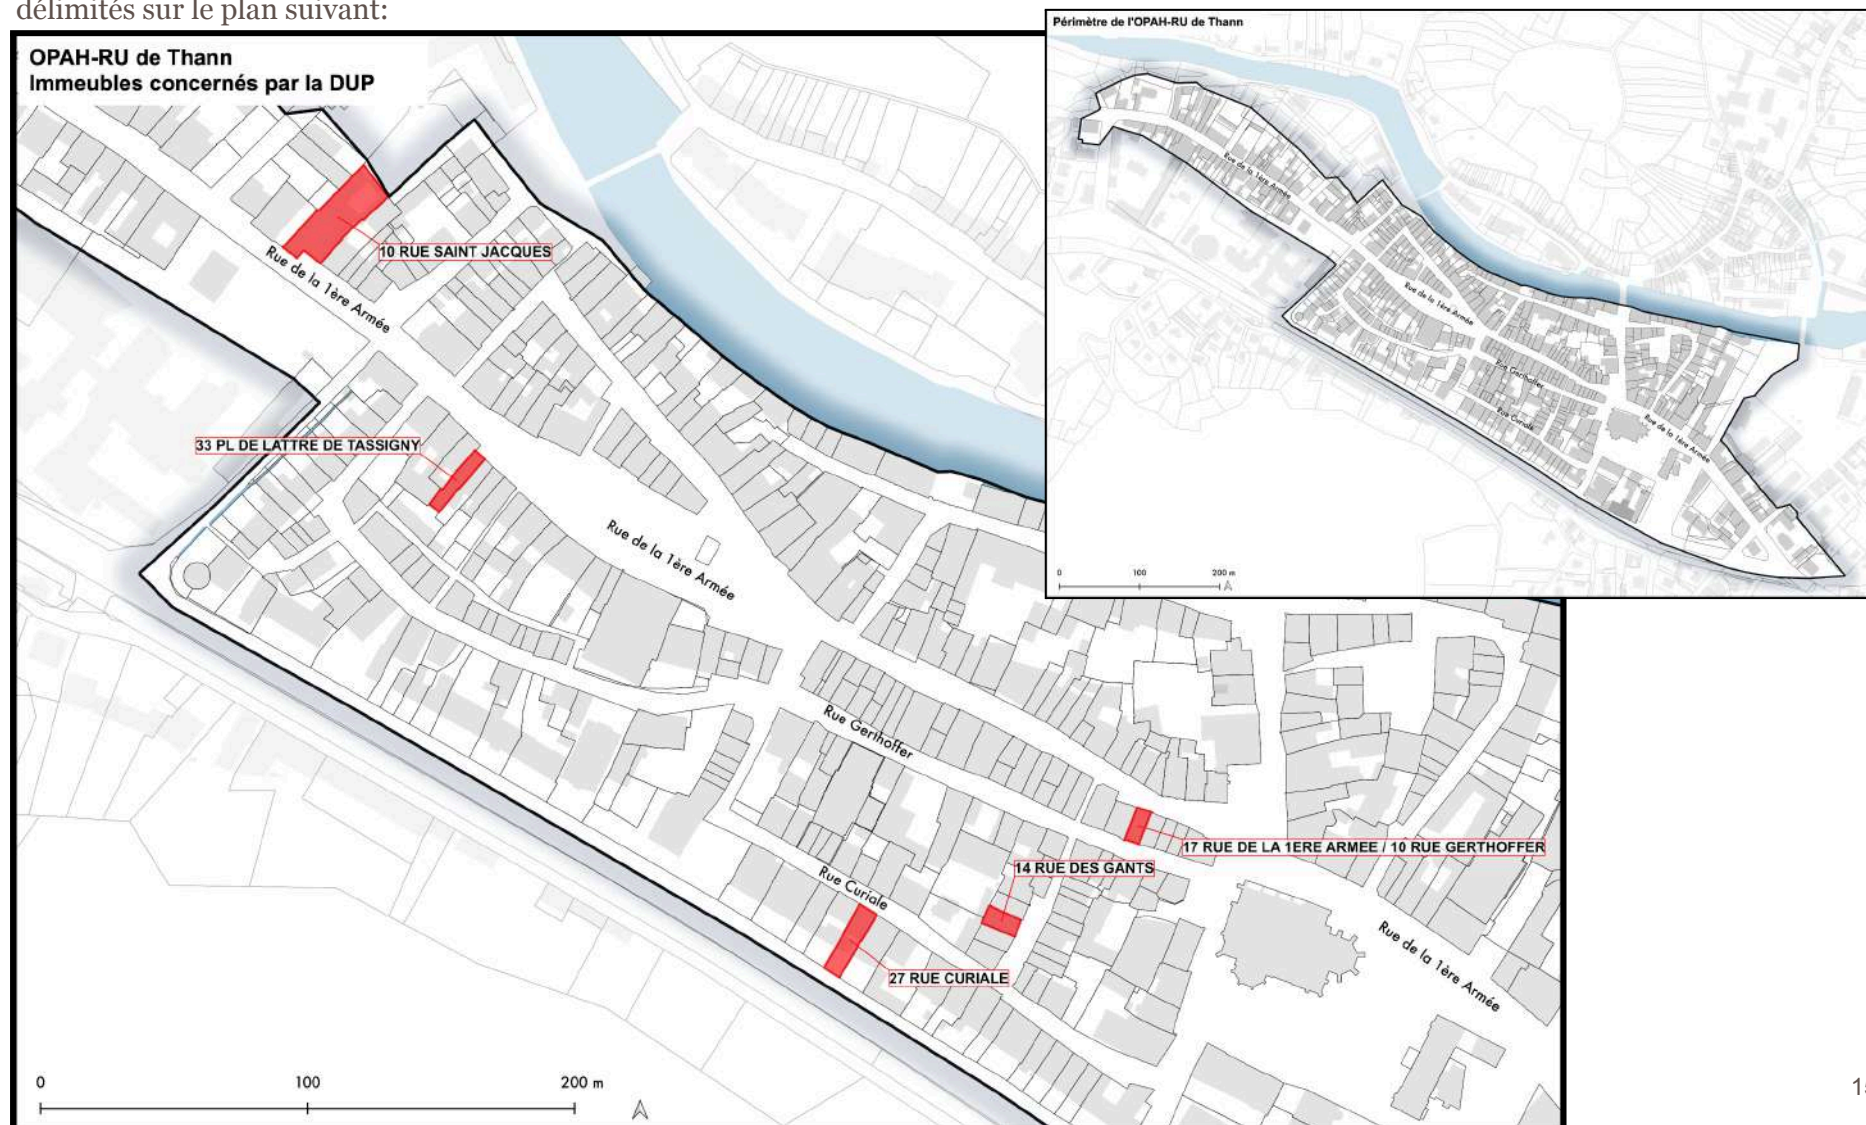 délimités sur le plan suivant:
OPAH-RU de Thann
Immeubles concernés par la DUP
10 RUE SAINT JACQUES
Rue de la 1ère Armée
33 PL DE LATTRE DE TASSIGNY
Rue de la 1ère Armée
Rue Gerthoffer
17 RUE DE LA 1ERE ARMEE / 10 RUE GERTHOFFER
14 RUE DES GANTS
Rue Curiale
27 RUE CURIALE
Rue de la 1ère Armée
0 100 200 m
Périmètre de l'OPAH-RU de Thann
Rue de la 1ère Armée
Rue de la 1ère Armée
Rue Gerthoffer
Rue Curiale
Rue de la 1ère Armée
0 100 200 m